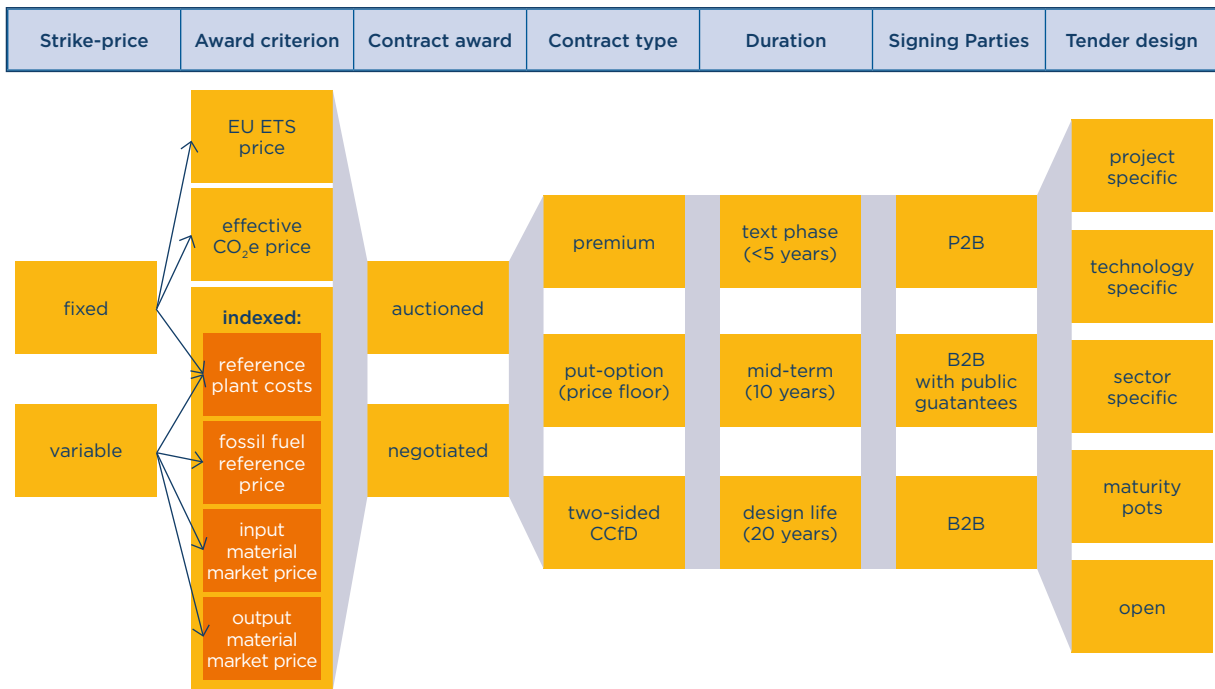 Strike-price
Award criterion
Contract award
Contract type
Duration
Signing Parties
Tender design
fixed
variable
EU ETS
price
effective
CO₂e price
indexed:
reference
plant costs
fossil fuel
reference
price
input
material
market price
output
material
market price
auctioned
negotiated
premium
put-option
(price floor)
two-sided
CCfD
text phase
(<5 years)
mid-term
(10 years)
design life
(20 years)
P2B
B2B
with public
guatantees
B2B
project
specific
technology
specific
sector
specific
maturity
pots
open